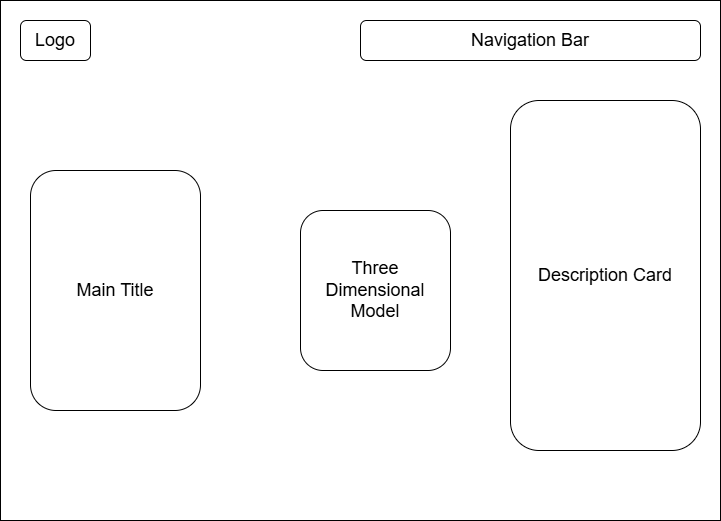 Logo
Navigation Bar
Main Title
Three
Dimensional
Model
Description Card